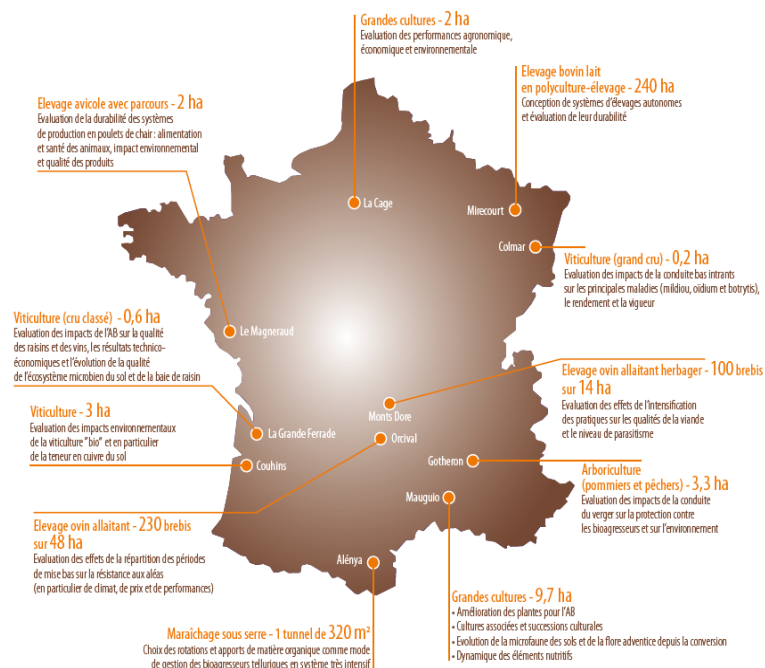 Grandes cultures - 2 ha
Evaluation des performances agronomique,
économique et environnementale
Elevage bovin lait
en polyculture-élevage - 240 ha
Conception de systèmes d'élevages autonomes
et évaluation de leur durabilité
Elevage avicole avec parcours - 2 ha
Evaluation de la durabilité des systèmes
de production en poulets de chair : alimentation
et santé des animaux, impact environnemental
et qualité des produits
La Cage
Mirecourt
Colmar
Viticulture (grand cru) - 0,2 ha
Evaluation des impacts de la conduite bas intrants
sur les principales maladies (mildiou, oïdium et botrytis),
le rendement et la vigueur
Viticulture (cru classé) - 0,6 ha
Evaluation des impacts de l'AB sur la qualité
des raisins et des vins, les résultats technico-
économiques et l'évolution de la qualité
de l'écosystème microbien du sol et de la baie de raisin
Le Magneraud
Elevage ovin allaitant herbager - 100 brebis
sur 14 ha
Evaluation des effets de l'intensification
des pratiques sur les qualités de la viande
et le niveau de parasitisme
Viticulture - 3 ha
Evaluation des impacts environnementaux
de la viticulture "bio" et en particulier
de la teneur en cuivre du sol
Monts Dore
La Grande Ferrade
Orcival
Couhins
Gotheron
Mauguio
Arboriculture
(pommiers et pêchers) - 3,3 ha
Evaluation des impacts de la conduite
du verger sur la protection contre
les bioagresseurs et sur l'environnement
Elevage ovin allaitant - 230 brebis
sur 48 ha
Evaluation des effets de la répartition des périodes
de mise bas sur la résistance aux aléas
(en particulier de climat, de prix et de performances)
Alénya
Maraîchage sous serre - 1 tunnel de 320 m²
Choix des rotations et apports de matière organique comme mode
de gestion des bioagresseurs telluriques en système très intensif
Grandes cultures - 9,7 ha
• Amélioration des plantes pour l'AB
• Cultures associées et successions culturales
• Evolution de la microfaune des sols et de la flore adventice depuis la conversion
• Dynamique des éléments nutritifs